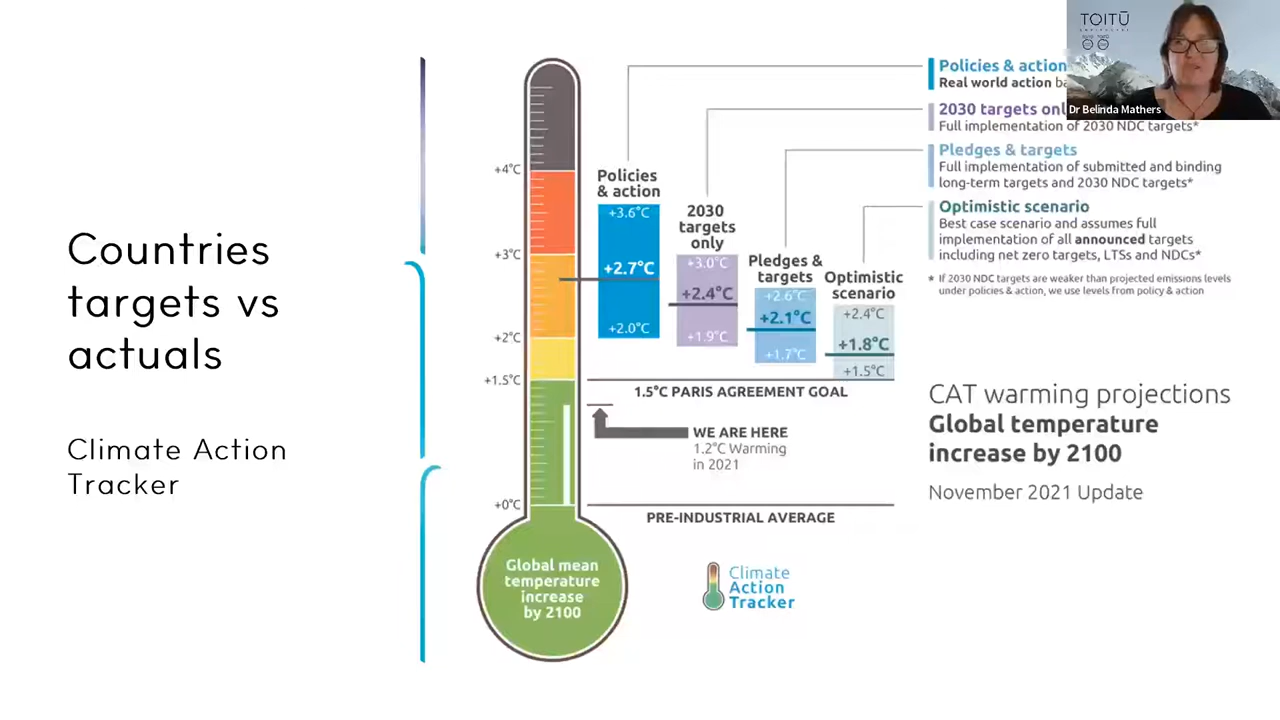 Countries
targets vs
actuals
Climate Action
Tracker
+4°C
+3°C
+2°C
+1.5°C
+0°C
Global mean
temperature
increase
by 2100
Policies
& action
+3.6°C
+2.7°C
+2.0°C
2030
targets
only
+3.0°C
+2.4°C
+1.9°C
Pledges &
targets
+2.6°C
+2.1°C
+1.7°C
Optimistic
scenario
+2.4°C
+1.8°C
+1.5°C
1.5°C PARIS AGREEMENT GOAL
WE ARE HERE
1.2°C Warming
in 2021
PRE-INDUSTRIAL AVERAGE
Climate
Action
Tracker
Policies & action
Real world action
2030 targets
Full implementation of 2030 NDC targets*
Pledges & targets
Full implementation of submitted and binding
long-term targets and 2030 NDC targets*
Optimistic scenario
Best case scenario and assumes full
implementation of all announced targets
including net zero targets, LTSs and NDCs*
* If 2030 NDC targets are weaker than projected emissions levels
under policies & action, we use levels from policy & action
CAT warming projections
Global temperature
increase by 2100
November 2021 Update
TOITŪ
Dr Belinda Mathers